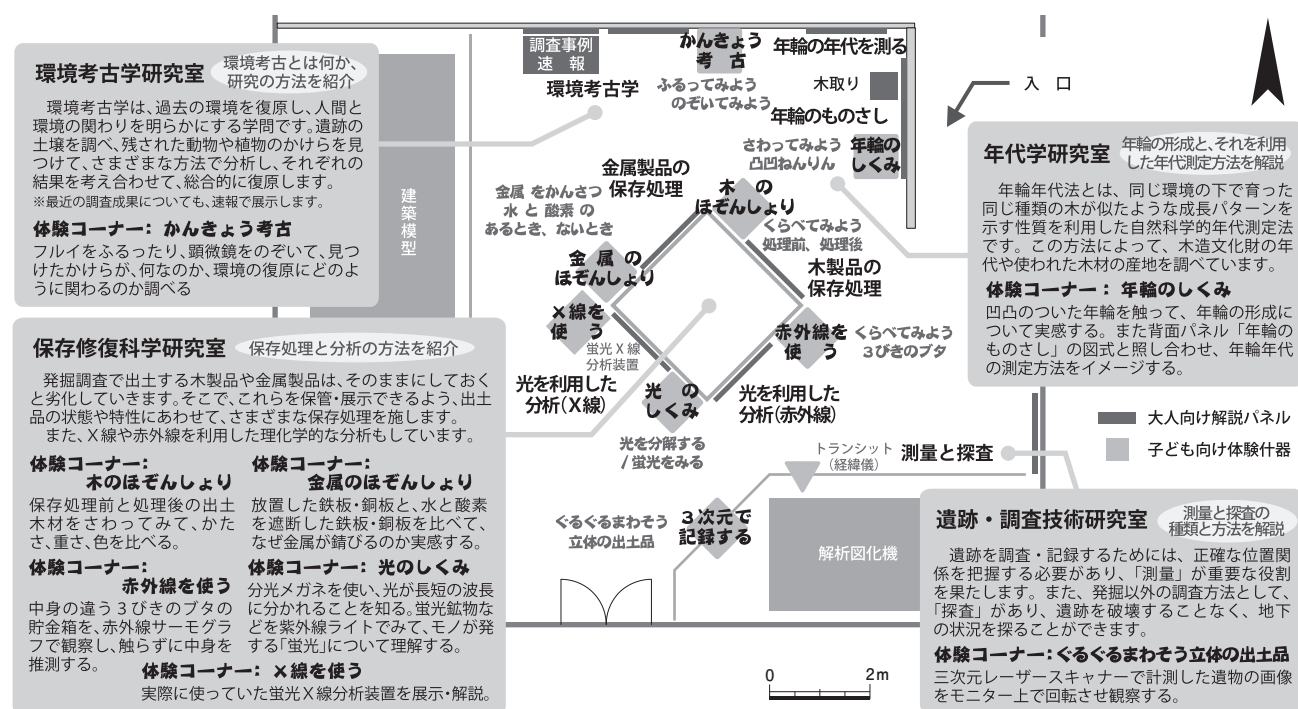 環境考古学研究室
環境考古とは何か、
研究の方法を紹介
環境考古学は、過去の環境を復原し、人間と
環境の関わりを明らかにする学問です。遺跡の
土壌を調べ、残された動物や植物のかけらを見
つけて、さまざまな方法で分析し、それぞれの
結果を考え合わせて、総合的に復原します。
※最近の調査成果についても、速報で展示します。
体験コーナー：かんきょう考古
フルイをふるったり、顕微鏡をのぞいて、見つ
けたかけらが、何なのか、環境の復原にどのよ
うに関わるのか調べる
建築模型
調査事例
速　報
環境考古学
かんきょう
考　古
ふるってみよう
のぞいてみよう
年輪の年代を測る
木取り
年輪のものさし
さわってみよう
凸凹ねんりん
年輪の
しくみ
入　口
年代学研究室
年輪の形成と、それを利用
した年代測定方法を解説
年輪年代法とは、同じ環境の下で育った
同じ種類の木が似たような成長パターンを
示す性質を利用した自然科学的年代測定法
です。この方法によって、木造文化財の年
代や使われた木材の産地を調べています。
体験コーナー：年輪のしくみ
凹凸のついた年輪を触って、年輪の形成に
ついて実感する。また背面パネル「年輪の
ものさし」の図式と照し合わせ、年輪年代
の測定方法をイメージする。
金属製品の
保存処理
金属 をかんさつ
水 と 酸素 の
あるとき、ないとき
木　の
ほぞんしょり
くらべてみよう
処理前、処理後
金 属 の
ほぞんしょり
木製品の
保存処理
X線を
使　う
蛍光X線
分析装置
赤外線を
使　う
くらべてみよう
3びきのブタ
光を利用した
分析(X線)
光　の
しくみ
光を利用した
分析(赤外線)
光を分解する
/蛍光をみる
保存修復科学研究室
保存処理と分析の方法を紹介
発掘調査で出土する木製品や金属製品は、そのままにしておく
と劣化していきます。そこで、これらを保管・展示できるよう、出土
品の状態や特性にあわせて、さまざまな保存処理を施します。
また、X線や赤外線を利用した理化学的な分析もしています。
体験コーナー：
木のほぞんしょり
保存処理前と処理後の出土
木材をさわってみて、かた
さ、重さ、色を比べる。
体験コーナー：
金属のほぞんしょり
放置した鉄板・銅板と、水と酸素
を遮断した鉄板・銅板を比べて、
なぜ金属が錆びるのか実感する。
体験コーナー：
赤外線を使う
中身の違う3びきのブタの
貯金箱を、赤外線サーモグラ
フで観察し、触らずに中身を
推測する。
体験コーナー：光のしくみ
分光メガネを使い、光が長短の波長
に分かれることを知る。蛍光鉱物な
どを紫外線ライトでみて、モノが発
する「蛍光」について理解する。
体験コーナー：X線を使う
実際に使っていた蛍光X線分析装置を展示・解説。
大人向け解説パネル
子ども向け体験什器
トランシット
（経緯儀）
測量と探査
ぐるぐるまわそう
立体の出土品
3次元で
記録する
解析図化機
遺跡・調査技術研究室
測量と探査の
種類と方法を解説
遺跡を調査・記録するためには、正確な位置関
係を把握する必要があり、「測量」が重要な役割
を果たします。また、発掘以外の調査方法として、
「探査」があり、遺跡を破壊することなく、地下
の状況を探ることができます。
体験コーナー：ぐるぐるまわそう立体の出土品
三次元レーザースキャナーで計測した遺物の画像
をモニター上で回転させ観察する。
0　2m